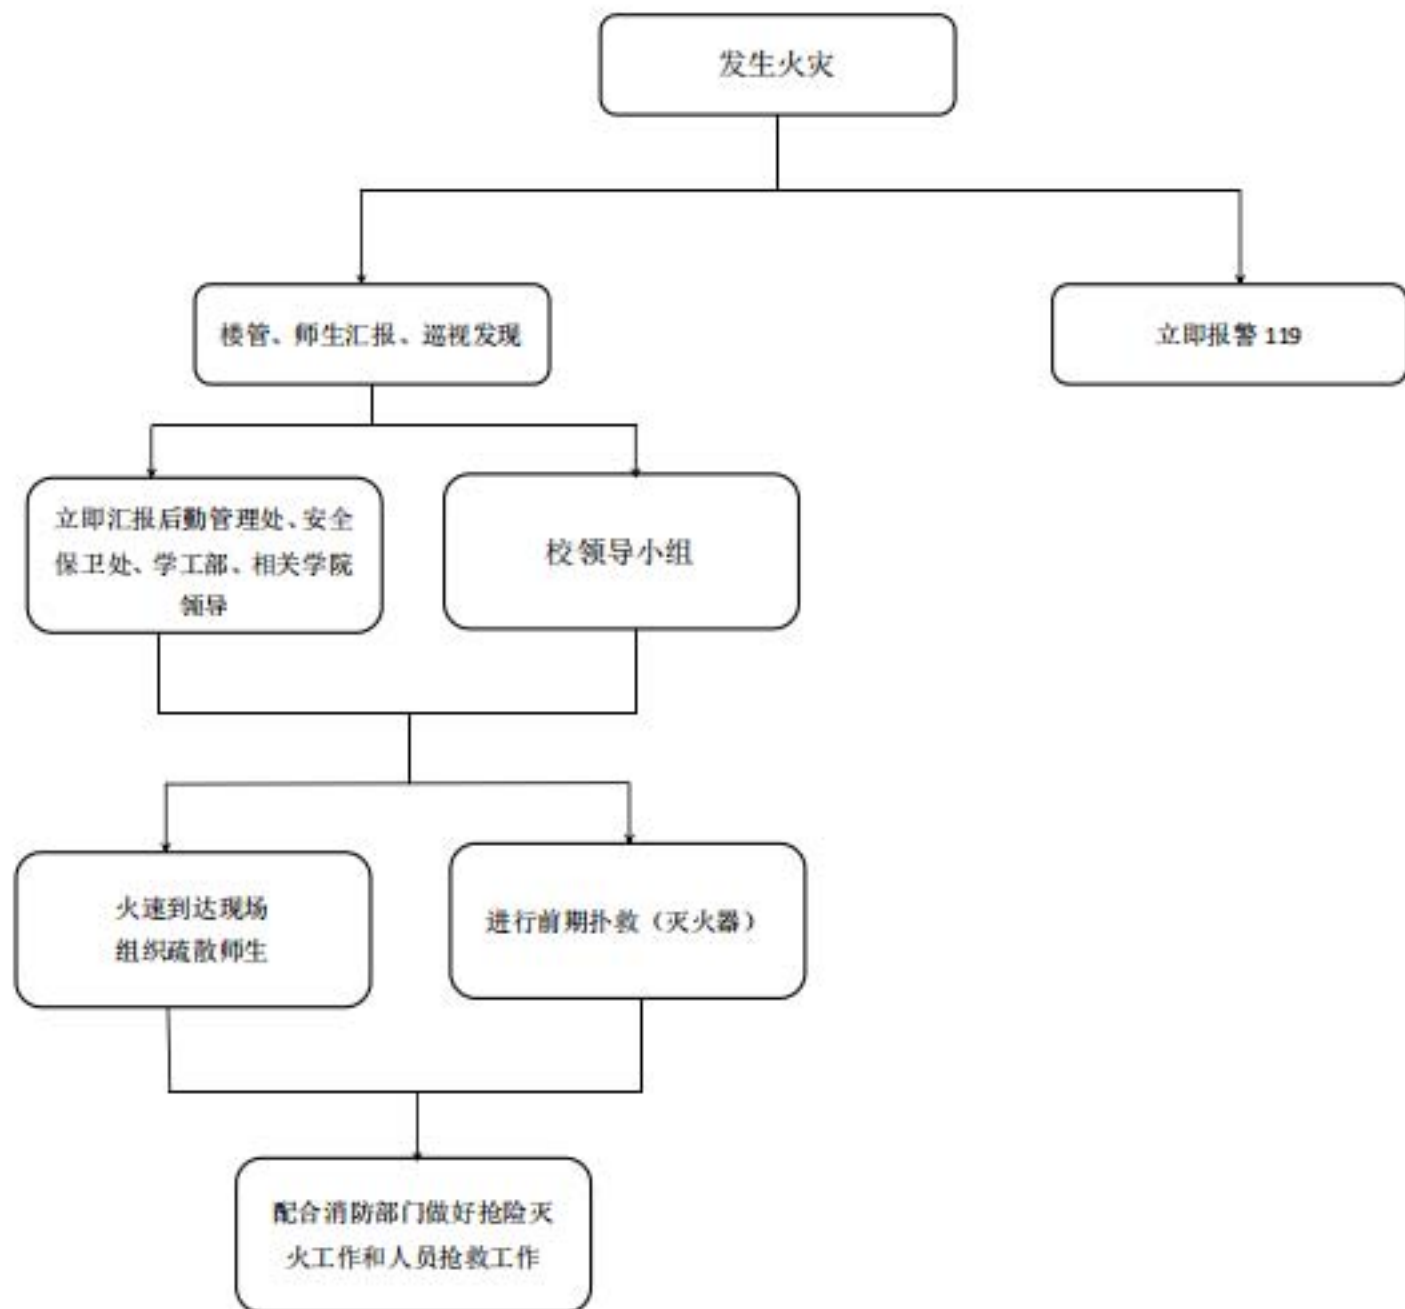 发生火灾
楼管、师生汇报、巡视发现
立即报警 119
立即汇报后勤管理处、安全
保卫处、学工部、相关学院
领导
校领导小组
火速到达现场
组织疏散师生
进行前期扑救（灭火器）
配合消防部门做好抢险灭
火工作和人员抢救工作